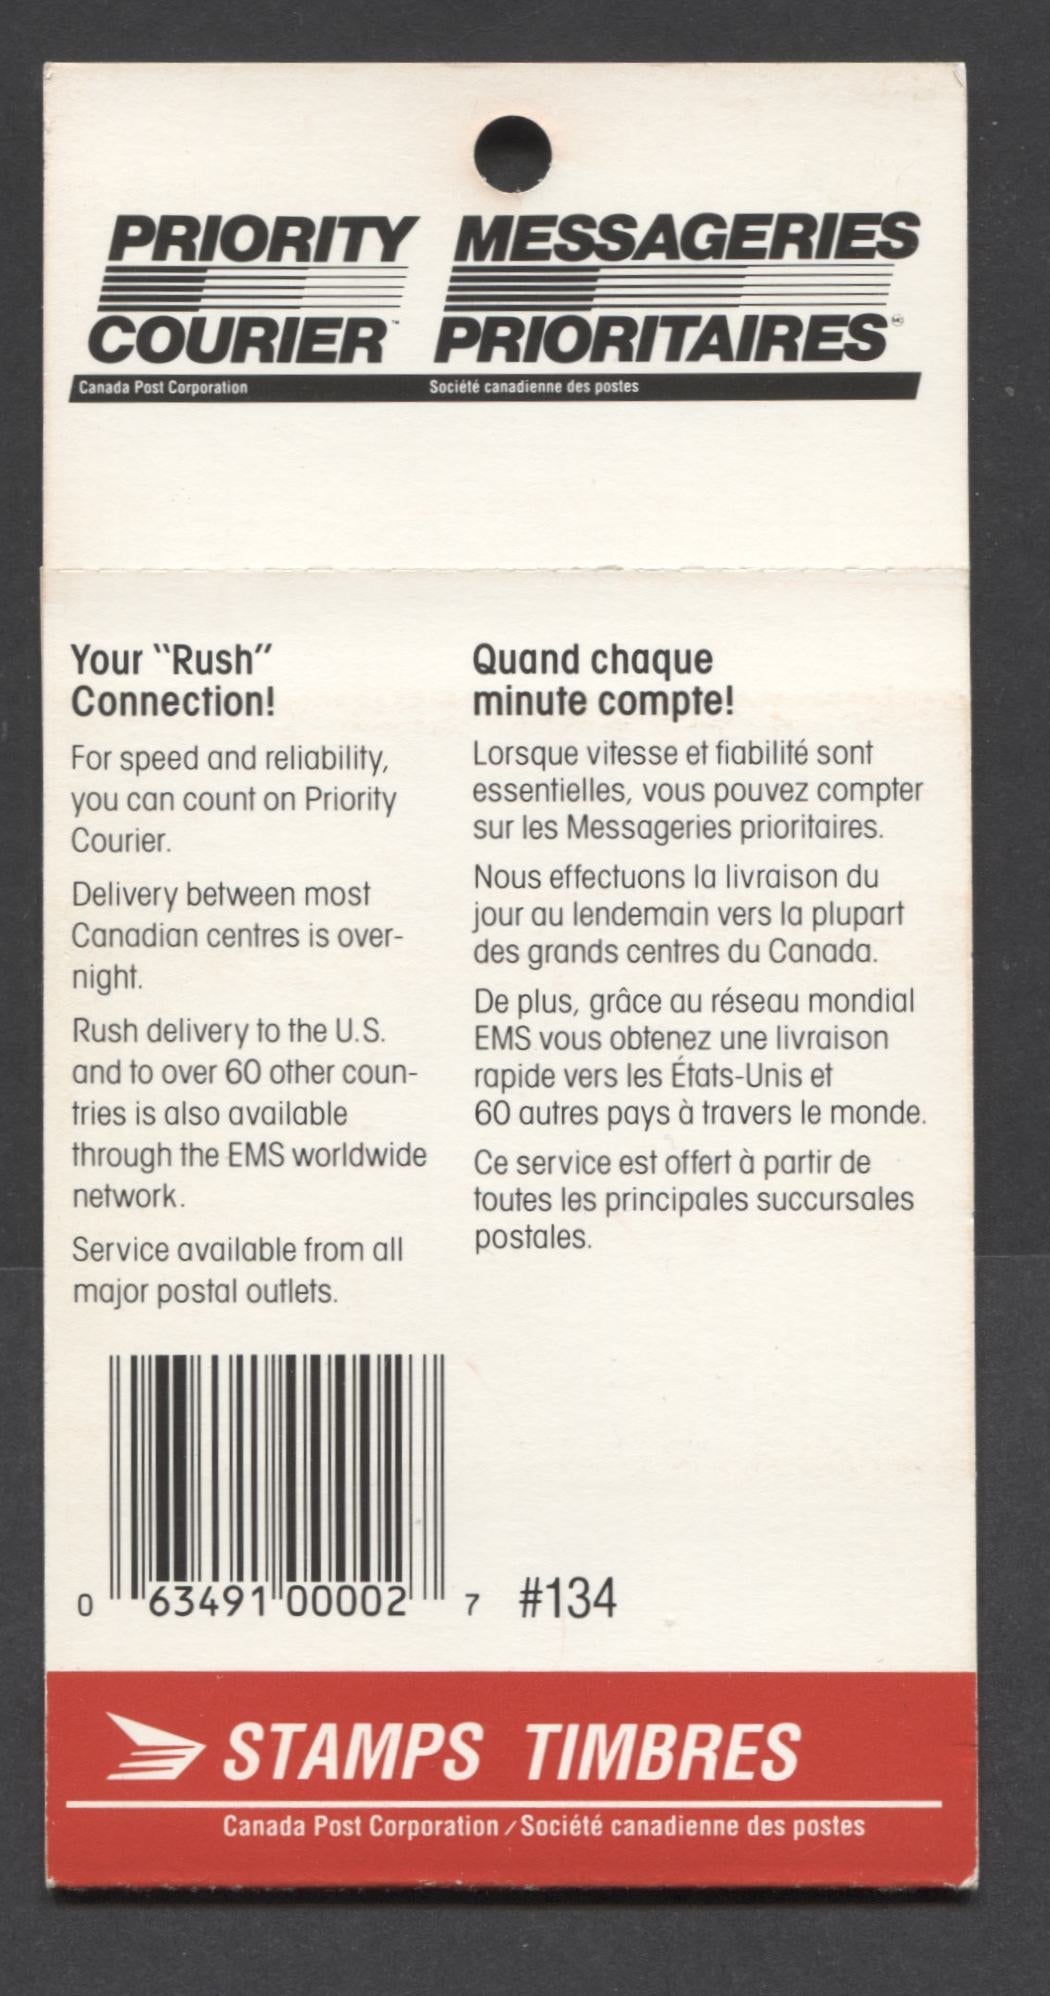 PRIORITY
COURIER™
MESSAGERIES
PRIORITAIRES
Canada Post Corporation
Société canadienne des postes
Your "Rush"
Connection!
For speed and reliability,
you can count on Priority
Courier.
Delivery between most
Canadian centres is over-
night.
Rush delivery to the U.S.
and to over 60 other coun-
tries is also available
through the EMS worldwide
network.
Service available from all
major postal outlets.
Quand chaque
minute compte!
Lorsque vitesse et fiabilité sont
essentielles, vous pouvez compter
sur les Messageries prioritaires.
Nous effectuons la livraison du
jour au lendemain vers la plupart
des grands centres du Canada.
De plus, grâce au réseau mondial
EMS vous obtenez une livraison
rapide vers les États-Unis et
60 autres pays à travers le monde.
Ce service est offert à partir de
toutes les principales succursales
postales.
0 63491 00002 7
#134
STAMPS TIMBRES
Canada Post Corporation / Société canadienne des postes